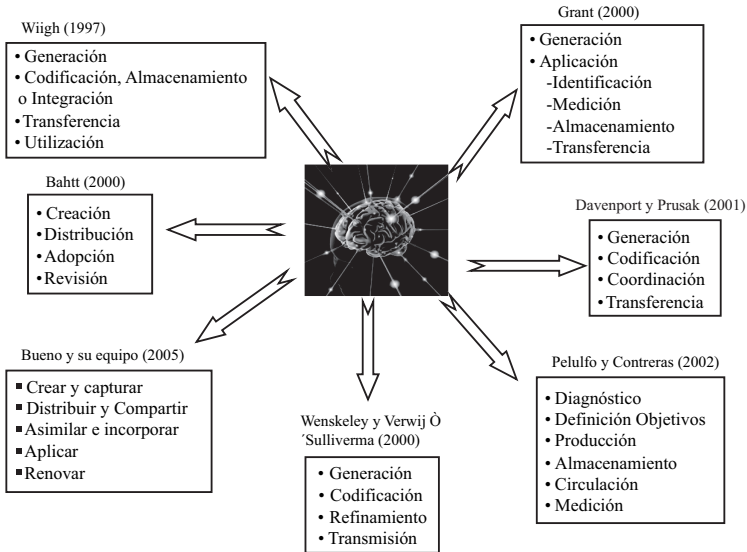 Wiigh (1997)
• Generación
• Codificación, Almacenamiento
o Integración
• Transferencia
• Utilización
Grant (2000)
• Generación
• Aplicación
-Identificación
-Medición
-Almacenamiento
-Transferencia
Bahtt (2000)
• Creación
• Distribución
• Adopción
• Revisión
Davenport y Prusak (2001)
• Generación
• Codificación
• Coordinación
• Transferencia
Bueno y su equipo (2005)
▪ Crear y capturar
▪ Distribuir y Compartir
▪ Asimilar e incorporar
▪ Aplicar
▪ Renovar
Wenskeley y Verwij Ò
´Sulliverma (2000)
• Generación
• Codificación
• Refinamiento
• Transmisión
Pelulfo y Contreras (2002)
• Diagnóstico
• Definición Objetivos
• Producción
• Almacenamiento
• Circulación
• Medición